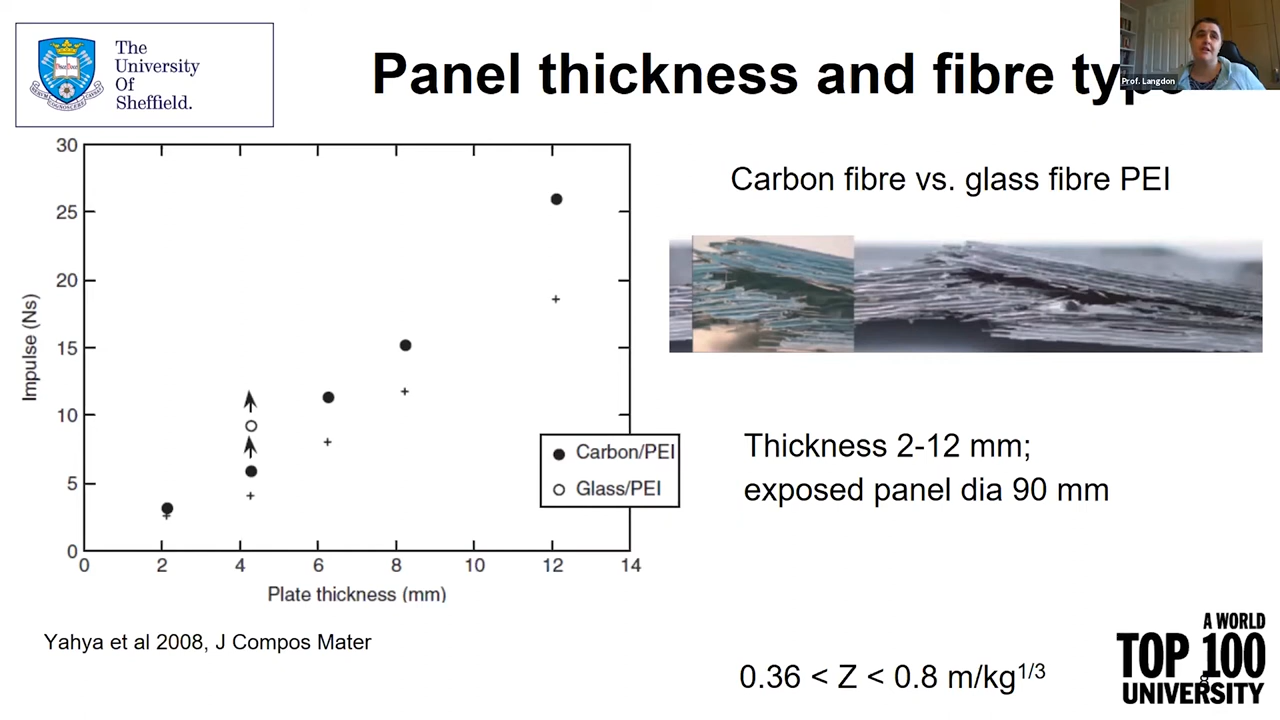 The
University
Of
Sheffield.
Panel thickness and fibre type
Prof. Langdon
30
25
20
15
10
5
0
0 2 4 6 8 10 12 14
Impulse (Ns)
Plate thickness (mm)
Carbon/PEI
Glass/PEI
Yahya et al 2008, J Compos Mater
Carbon fibre vs. glass fibre PEI
Thickness 2-12 mm;
exposed panel dia 90 mm
0.36 < Z < 0.8 m/kg1/3
A WORLD
TOP 100
UNIVERSITY